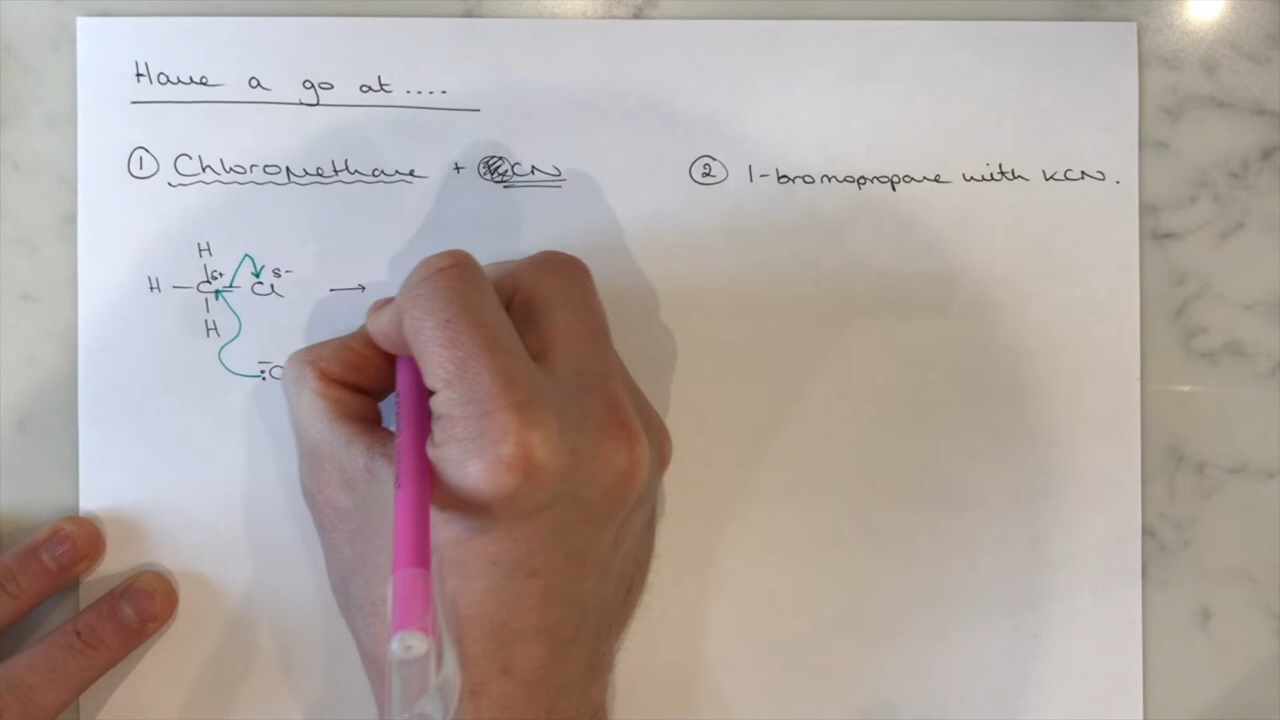 Have a go at ....
① Chloromethane + CN
② 1-bromopropane with KCN.
H
H — C δ+ — Cl δ− →
H
:C